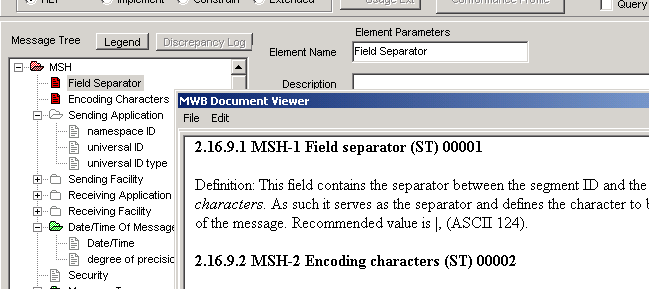 Implement Constrain Extended Usage Ext Conformance Profile
Query
Message Tree Legend Discrepancy Log
Element Parameters
Element Name Field Separator
Description
MSH
Field Separator
Encoding Characters
Sending Application
namespace ID
universal ID
universal ID type
Sending Facility
Receiving Application
Receiving Facility
Date/Time Of Message
Date/Time
degree of precisio
Security
MWB Document Viewer
File Edit
2.16.9.1 MSH-1 Field separator (ST) 00001
Definition: This field contains the separator between the segment ID and the
characters. As such it serves as the separator and defines the character to b
of the message. Recommended value is |, (ASCII 124).
2.16.9.2 MSH-2 Encoding characters (ST) 00002